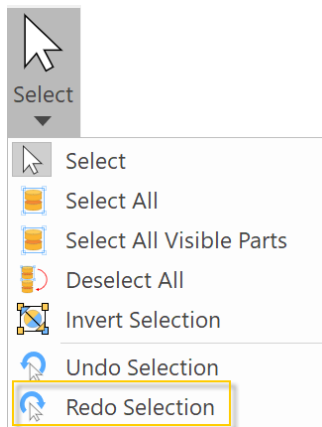 Select
Select
Select All
Select All Visible Parts
Deselect All
Invert Selection
Undo Selection
Redo Selection